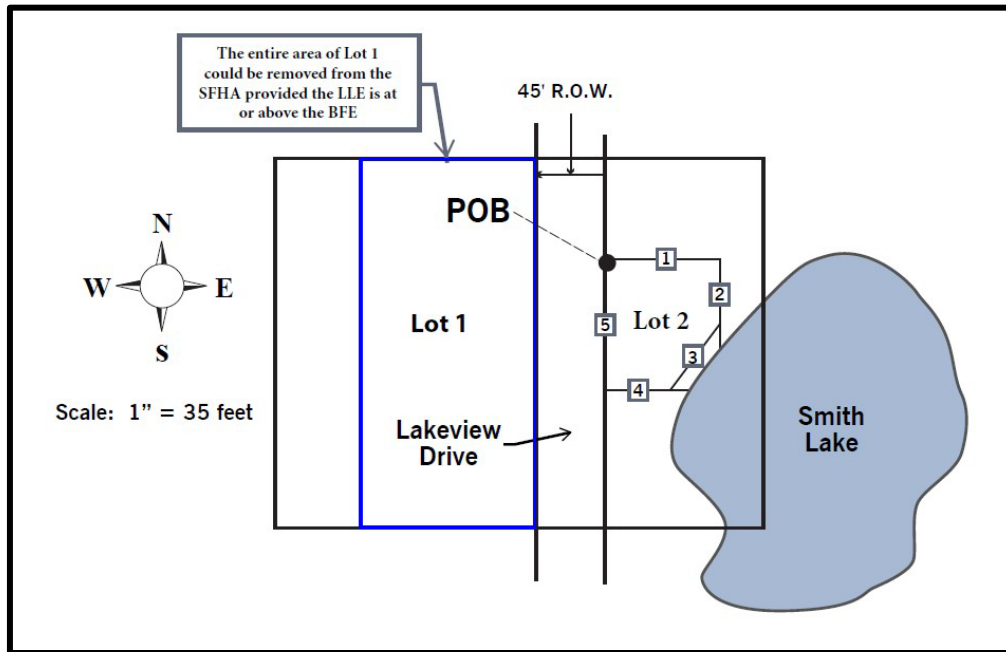 The entire area of Lot 1
could be removed from the
SFHA provided the LLE is at
or above the BFE
45' R.O.W.
POB
N
W
E
S
1
2
Lot 1
5
Lot 2
3
4
Scale: 1” = 35 feet
Lakeview
Drive
Smith
Lake